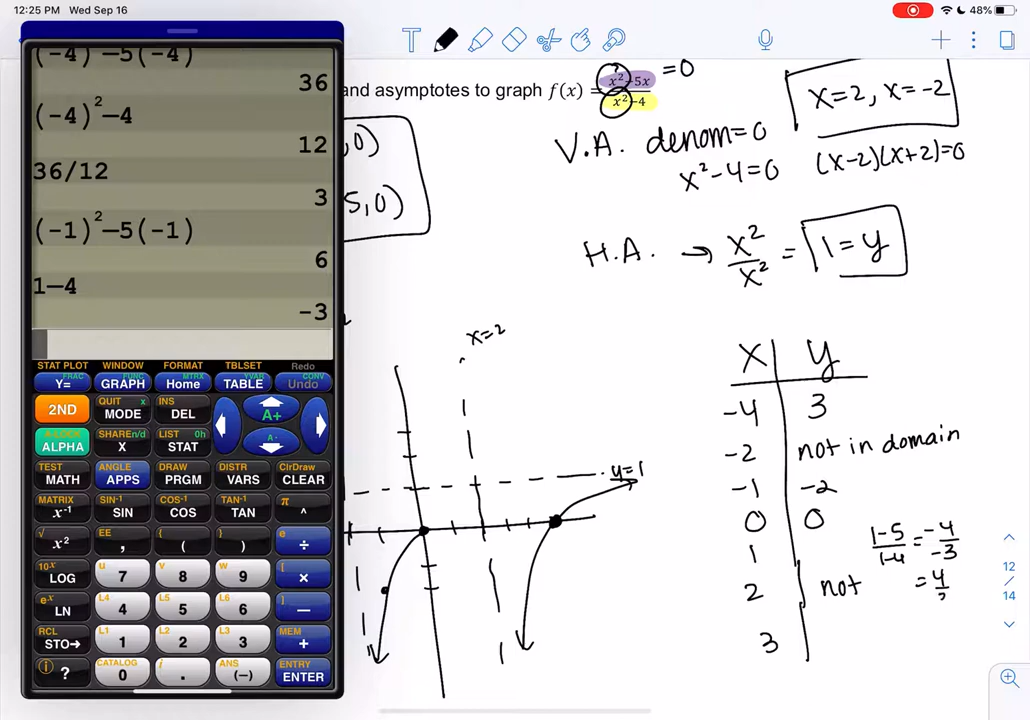 12:25 PM Wed Sep 16
48%
(-4) -5(-4)
36
(-4)²-4
12
36/12
3
(-1)²-5(-1)
6
1-4
-3
STAT PLOT WINDOW FORMAT TBLSET Redo
Y= GRAPH Home TABLE Undo
QUIT INS
2ND MODE DEL A+
SHARE LIST A-
ALPHA X STAT
TEST ANGLE DRAW DISTR ClrDraw
MATH APPS PRGM VARS CLEAR
MATRIX SIN⁻¹ COS⁻¹ TAN⁻¹ π
x⁻¹ SIN COS TAN ^
√ EE { } e
x² , ( ) ÷
10ˣ u v w [
LOG 7 8 9 ×
eˣ L4 L5 L6 ]
LN 4 5 6 −
RCL L1 L2 L3 MEM
STO→ 1 2 3 +
CATALOG ANS ENTRY
? 0 . (−) ENTER
and asymptotes to graph f(x) = x²-5x / x²-4 = 0
x=2, x=-2
V.A. denom=0
x²-4=0 (x-2)(x+2)=0
,0)
5,0)
H.A. → x²/x² = 1=y
x=2
y=1
x y
-4 3
-2 not in domain
-1 -2
0 0
1 1-5/1-4 = -4/-3
2 not
3
12
14